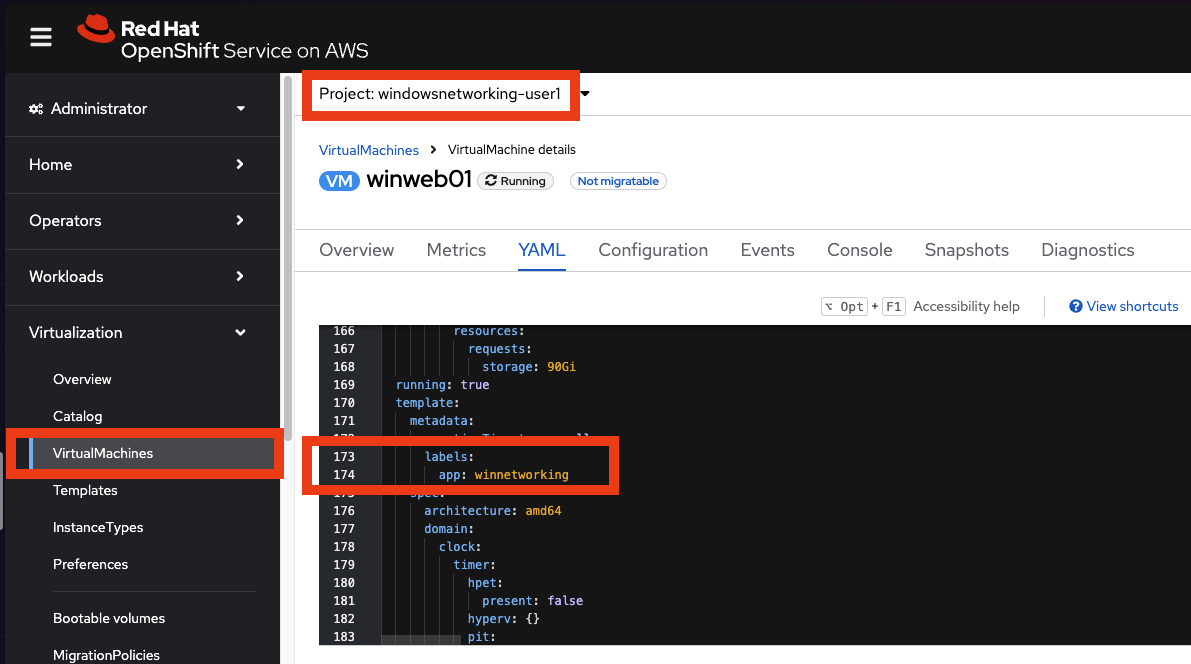 Red Hat
OpenShift Service on AWS
Administrator
Home
Operators
Workloads
Virtualization
Overview
Catalog
VirtualMachines
Templates
InstanceTypes
Preferences
Bootable volumes
MigrationPolicies
Project: windowsnetworking-user1
VirtualMachines > VirtualMachine details
VM winweb01 Running Not migratable
Overview Metrics YAML Configuration Events Console Snapshots Diagnostics
⌥ Opt + F1 Accessibility help View shortcuts
166 resources:
167 requests:
168 storage: 90Gi
169 running: true
170 template:
171 metadata:
173 labels:
174 app: winnetworking
176 architecture: amd64
177 domain:
178 clock:
179 timer:
180 hpet:
181 present: false
182 hyperv: {}
183 pit: